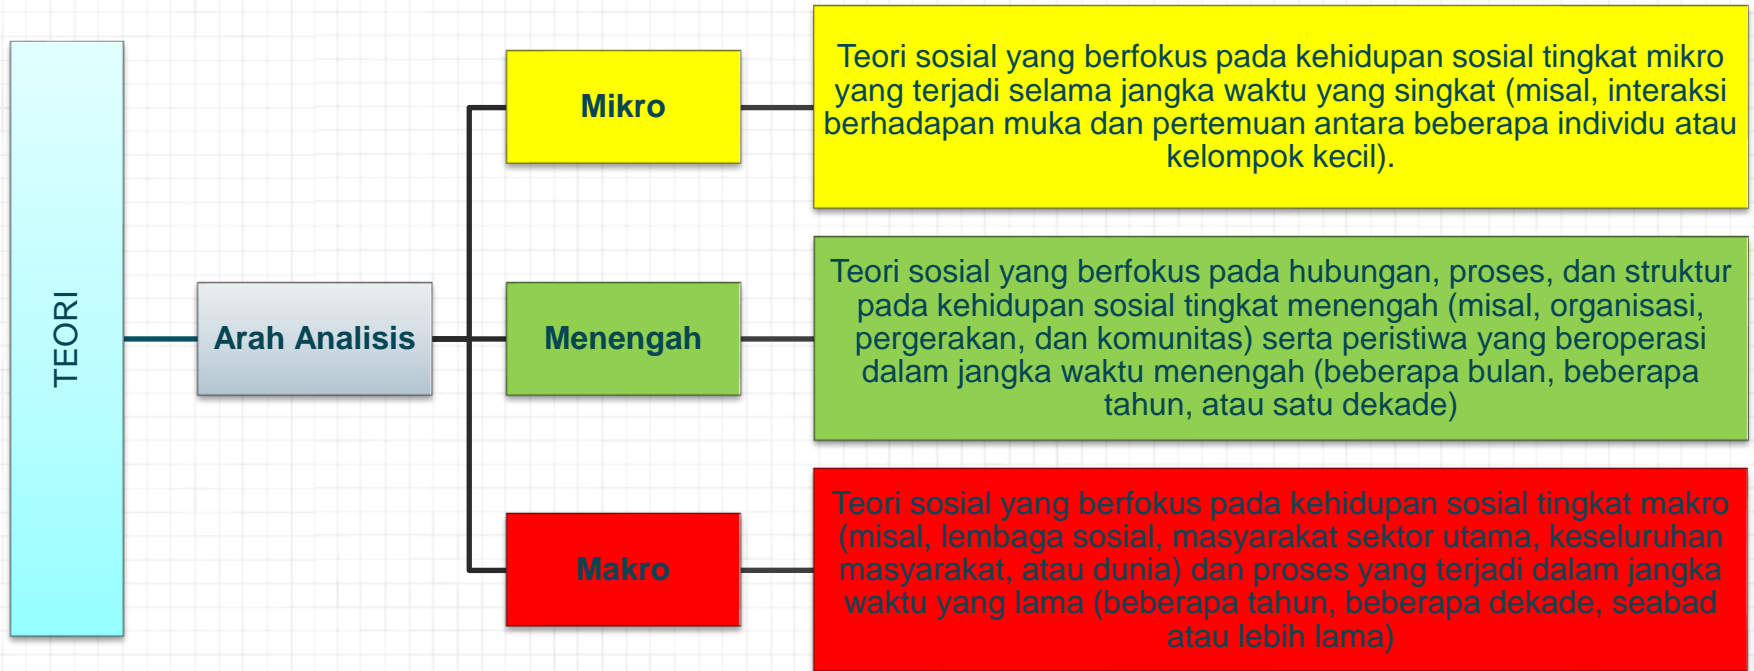 TEORI
Arah Analisis
Mikro
Teori sosial yang berfokus pada kehidupan sosial tingkat mikro
yang terjadi selama jangka waktu yang singkat (misal, interaksi
berhadapan muka dan pertemuan antara beberapa individu atau
kelompok kecil).
Menengah
Teori sosial yang berfokus pada hubungan, proses, dan struktur
pada kehidupan sosial tingkat menengah (misal, organisasi,
pergerakan, dan komunitas) serta peristiwa yang beroperasi
dalam jangka waktu menengah (beberapa bulan, beberapa
tahun, atau satu dekade)
Makro
Teori sosial yang berfokus pada kehidupan sosial tingkat makro
(misal, lembaga sosial, masyarakat sektor utama, keseluruhan
masyarakat, atau dunia) dan proses yang terjadi dalam jangka
waktu yang lama (beberapa tahun, beberapa dekade, seabad
atau lebih lama)